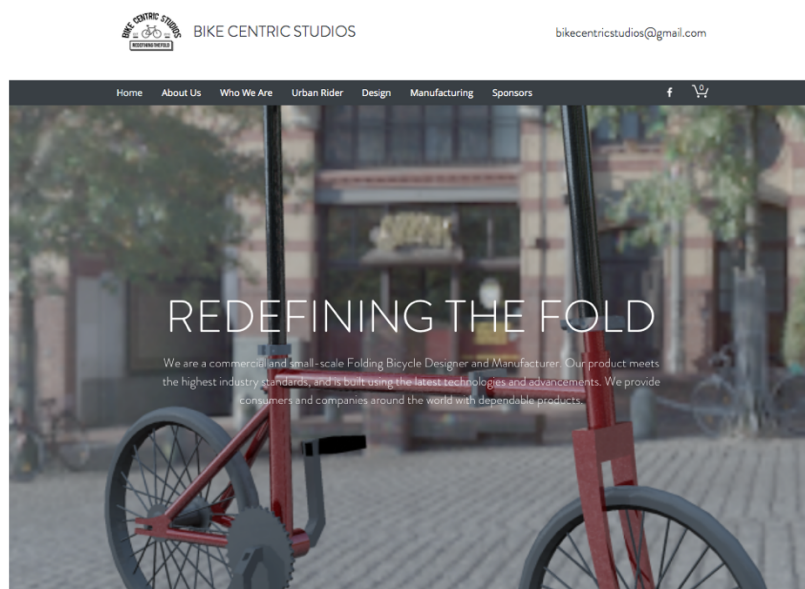 BIKE CENTRIC STUDIOS
REDEFINING THE FOLD
BIKE CENTRIC STUDIOS
bikecentricstudios@gmail.com
Home About Us Who We Are Urban Rider Design Manufacturing Sponsors f 0
REDEFINING THE FOLD
We are a commercial and small-scale Folding Bicycle Designer and Manufacturer. Our product meets
the highest industry standards, and is built using the latest technologies and advancements. We provide
consumers and companies around the world with dependable products.